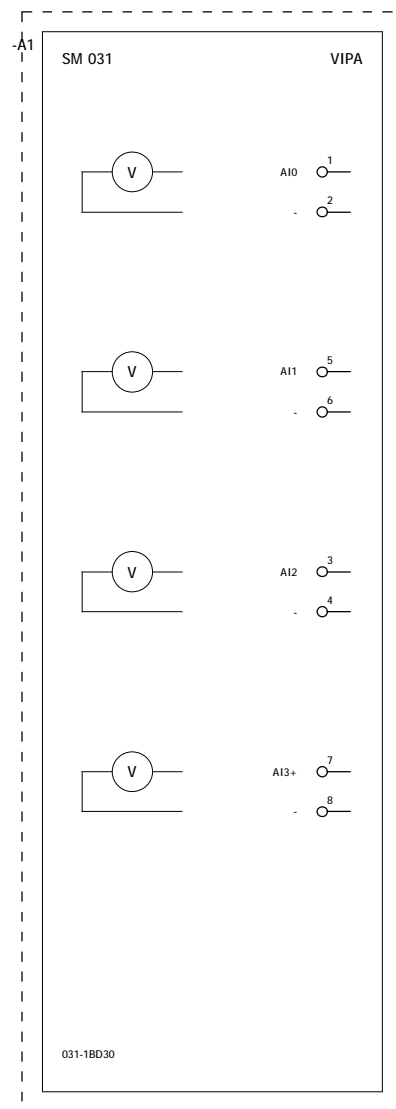 -A1
SM 031 VIPA
V AI0 1
- 2
V AI1 5
- 6
V AI2 3
- 4
V AI3+ 7
- 8
031-1BD30